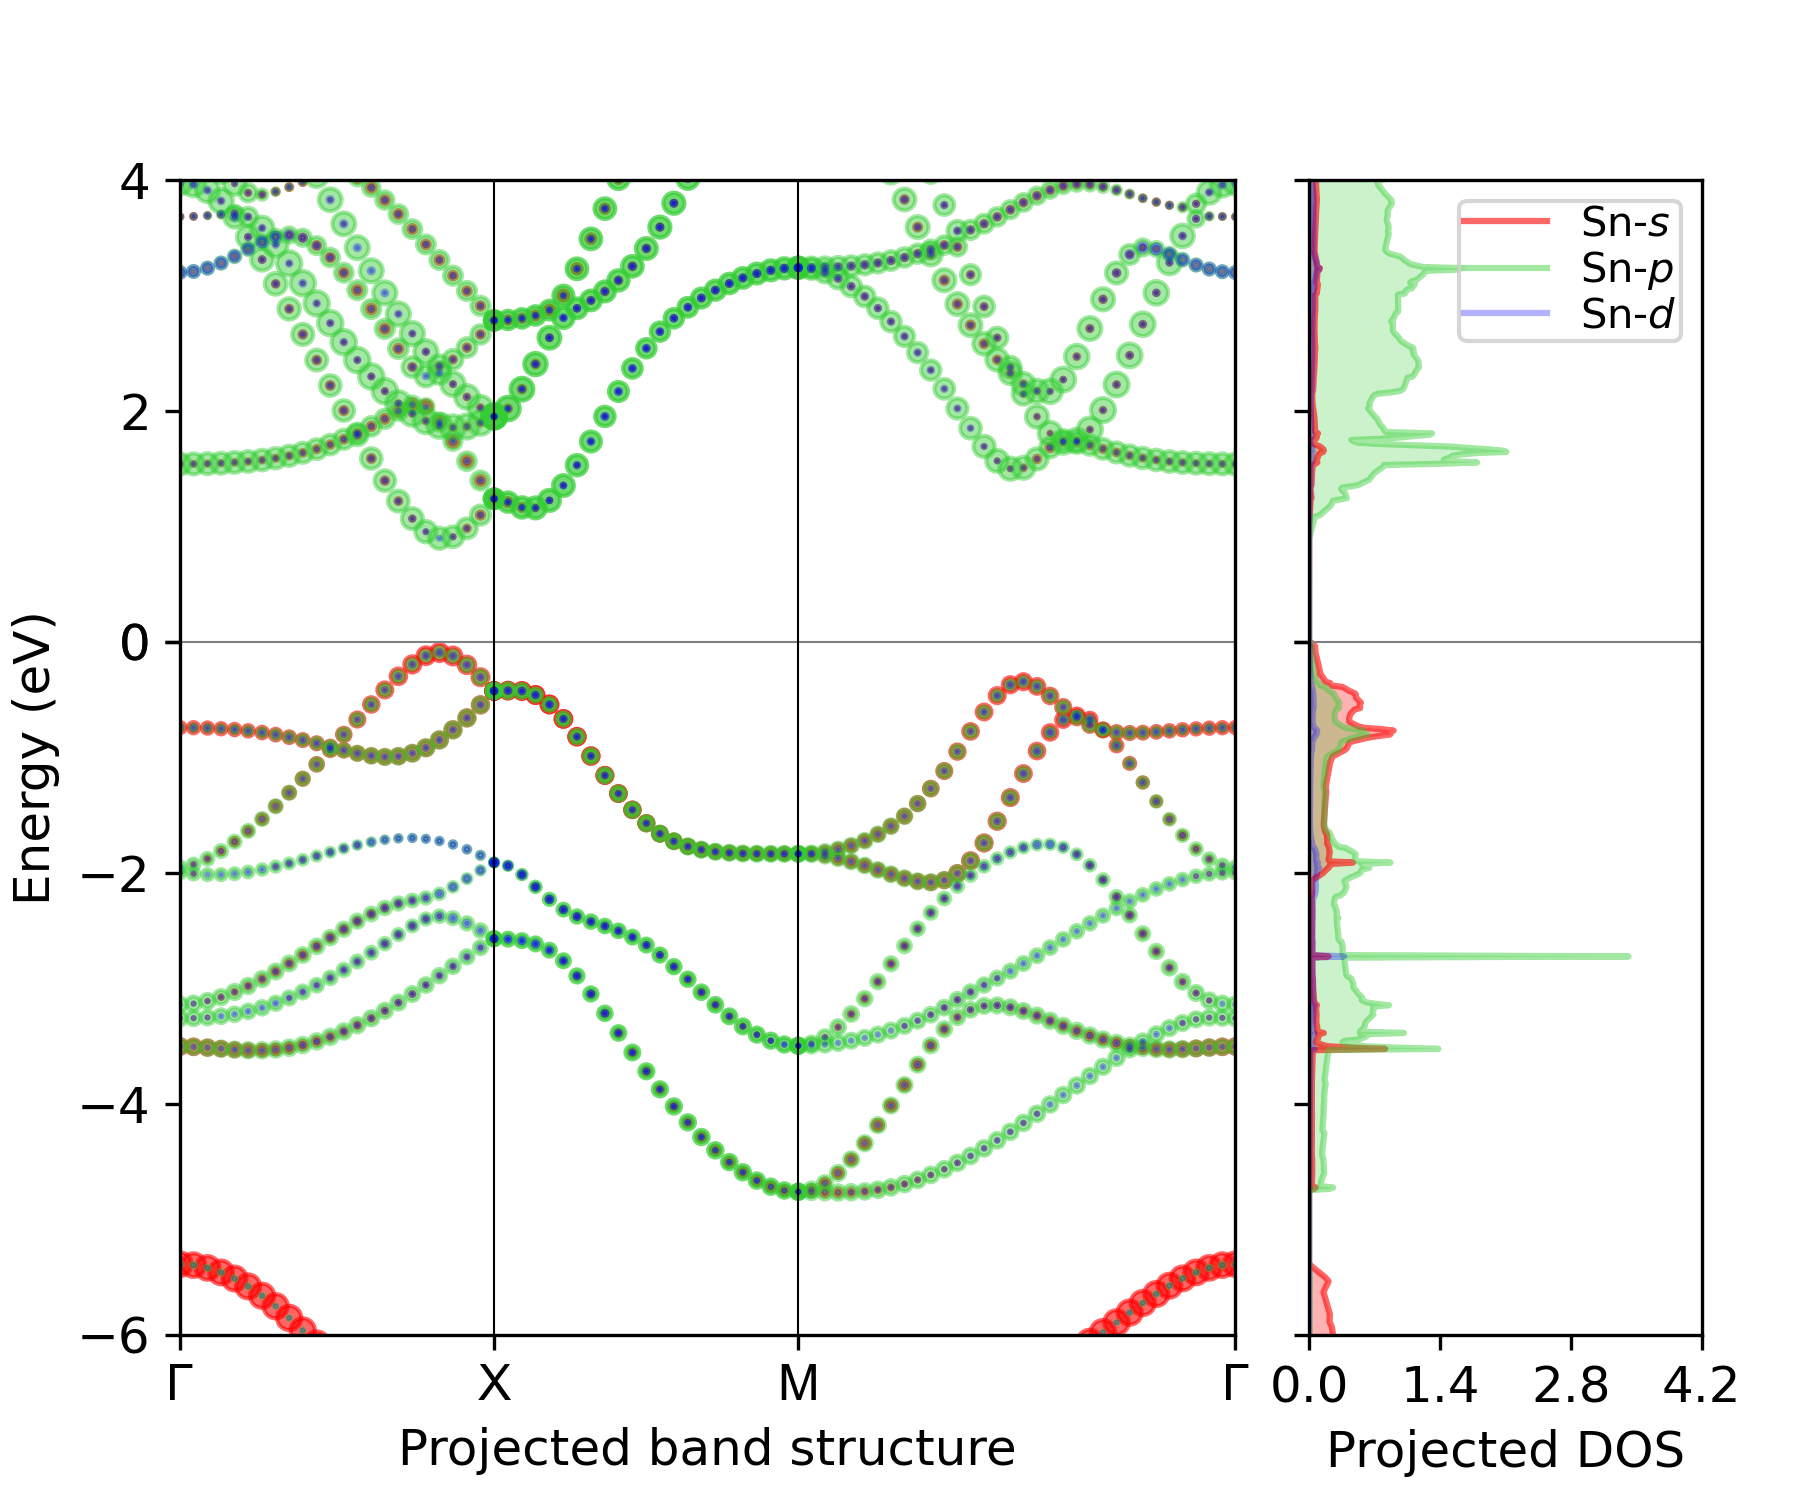 Energy (eV)
4
2
0
−2
−4
−6
Γ
X
M
Γ
Projected band structure
Sn-s
Sn-p
Sn-d
0.0
1.4
2.8
4.2
Projected DOS